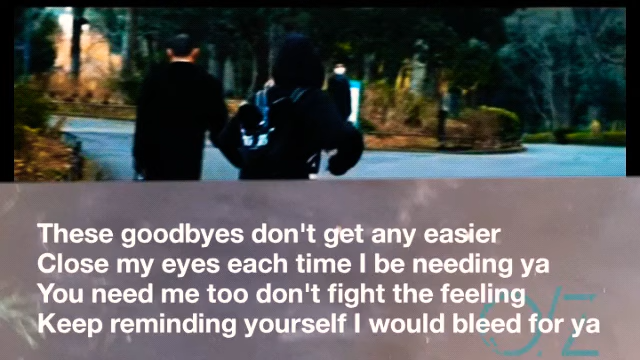 These goodbyes don't get any easier
Close my eyes each time I be needing ya
You need me too don't fight the feeling
Keep reminding yourself I would bleed for ya